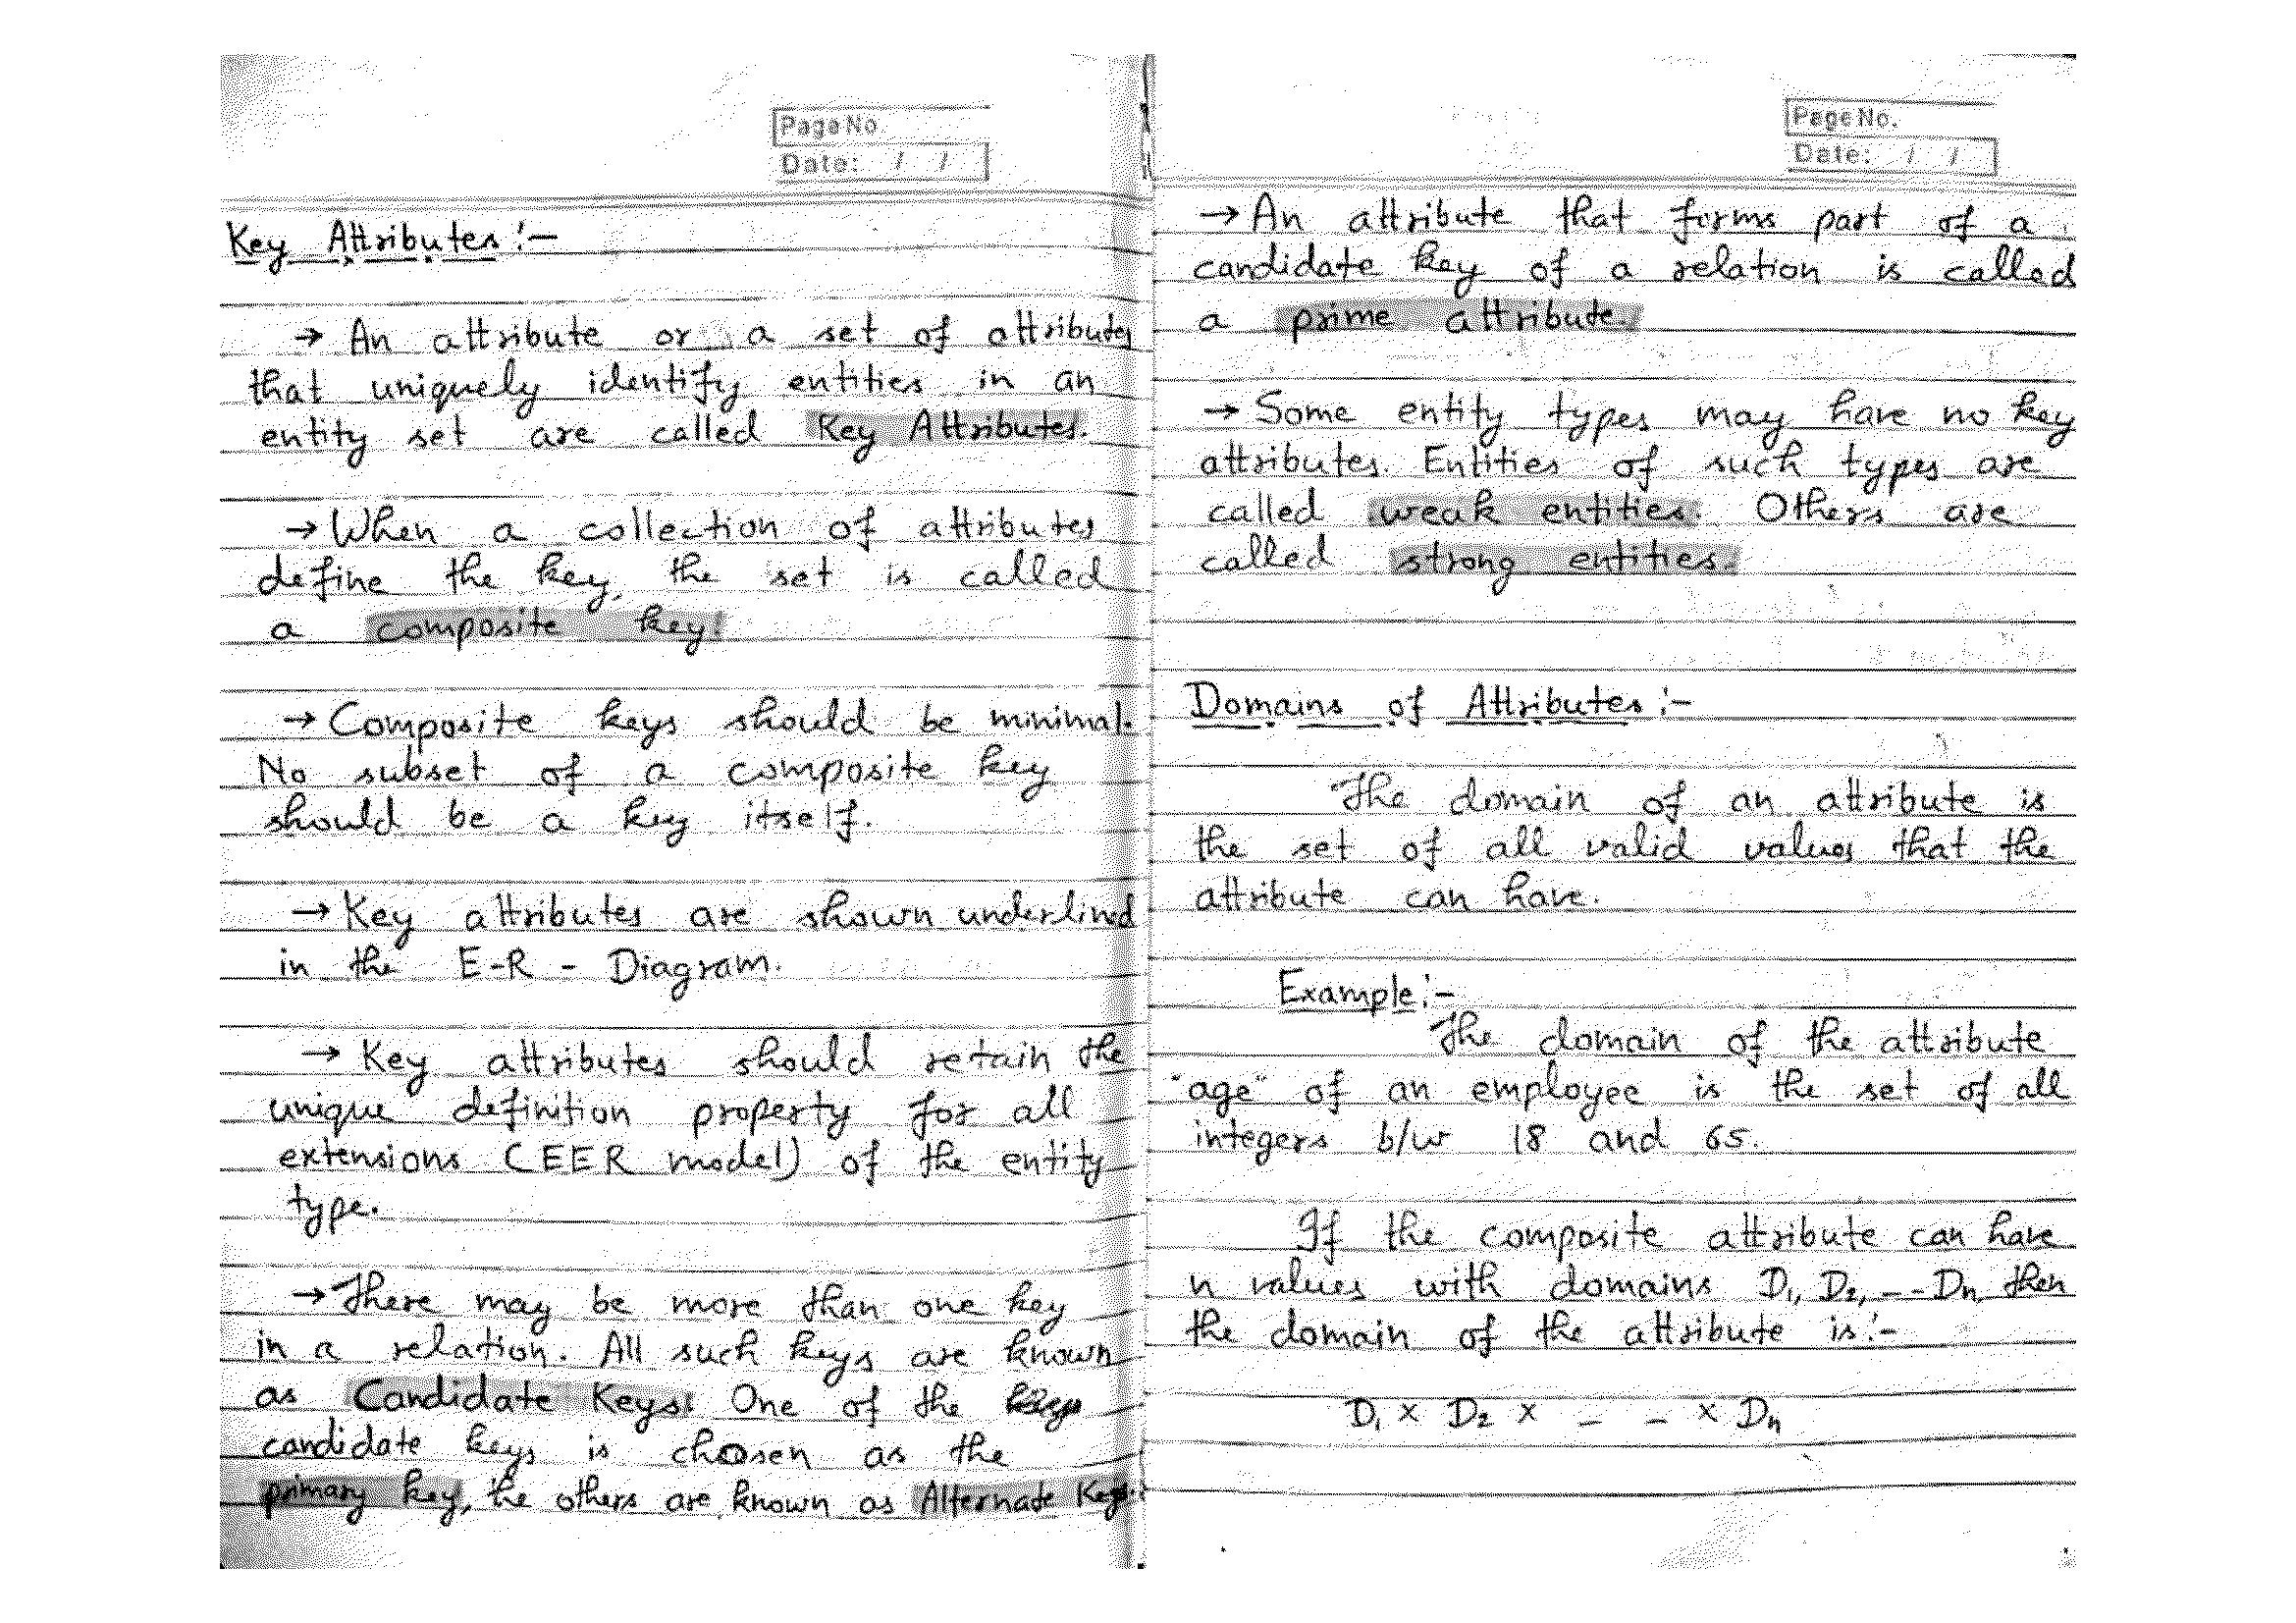 Page No.
Date: / /
Key Attributes :-
→ An attribute or a set of attributes
that uniquely identify entities in an
entity set are called Key Attributes.
→ When a collection of attributes
define the key, the set is called
a composite key.
→ Composite keys should be minimal.
No subset of a composite key
should be a key itself.
→ Key attributes are shown underlined
in the E-R - Diagram.
→ Key attributes should retain the
unique definition property for all
extensions (EER model) of the entity
type.
→ There may be more than one key
in a relation. All such keys are known
as Candidate Keys. One of the
candidate keys is chosen as the
primary key, the others are known as Alternate Keys.
Page No.
Date: / /
→ An attribute that forms part of a
candidate key of a relation is called
a prime attribute.
→ Some entity types may have no key
attributes. Entities of such types are
called weak entities. Others are
called strong entities.
Domains of Attributes :-
The domain of an attribute is
the set of all valid values that the
attribute can have.
Example :-
The domain of the attribute
"age" of an employee is the set of all
integers b/w 18 and 65.
If the composite attribute can have
n values with domains D₁, D₂, -- Dn, then
the domain of the attribute is :-
D₁ × D₂ × _ _ × Dn